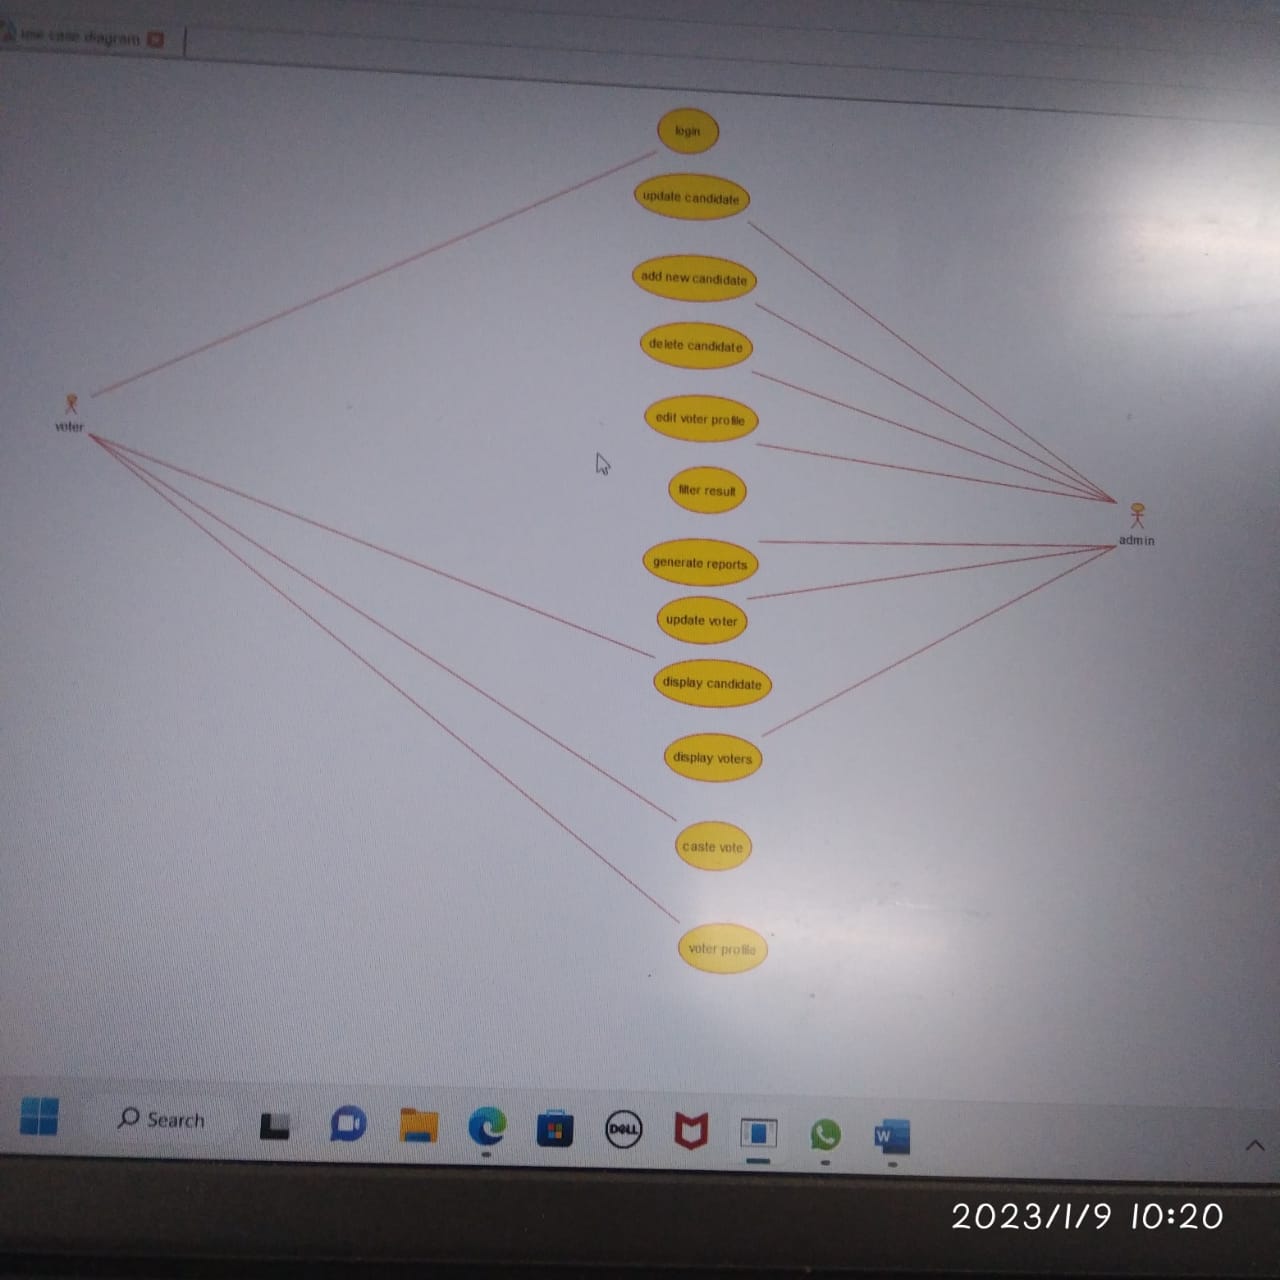 use case diagram
login
update candidate
add new candidate
delete candidate
edit voter profile
filter result
generate reports
update voter
display candidate
display voters
caste vote
voter profile
voter
admin
Search
DELL
W
2023/1/9 10:20